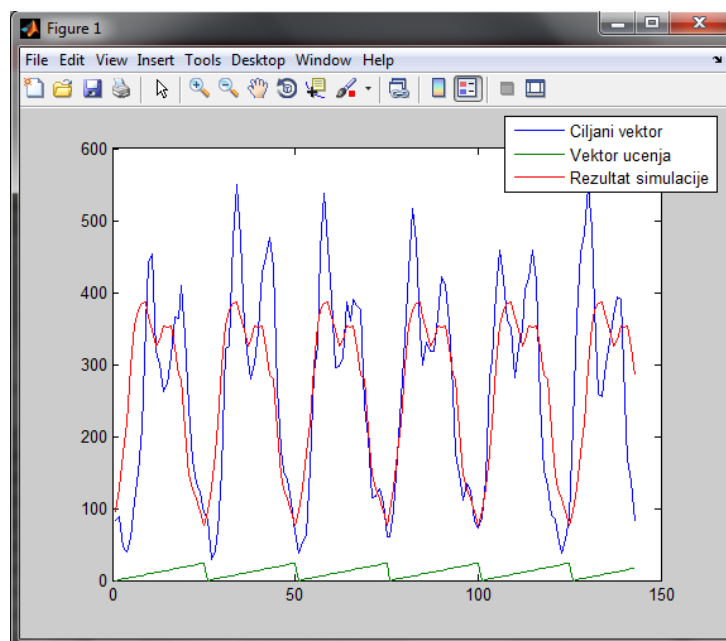 Figure 1
File Edit View Insert Tools Desktop Window Help
Ciljani vektor
Vektor ucenja
Rezultat simulacije
600
500
400
300
200
100
0
0 50 100 150